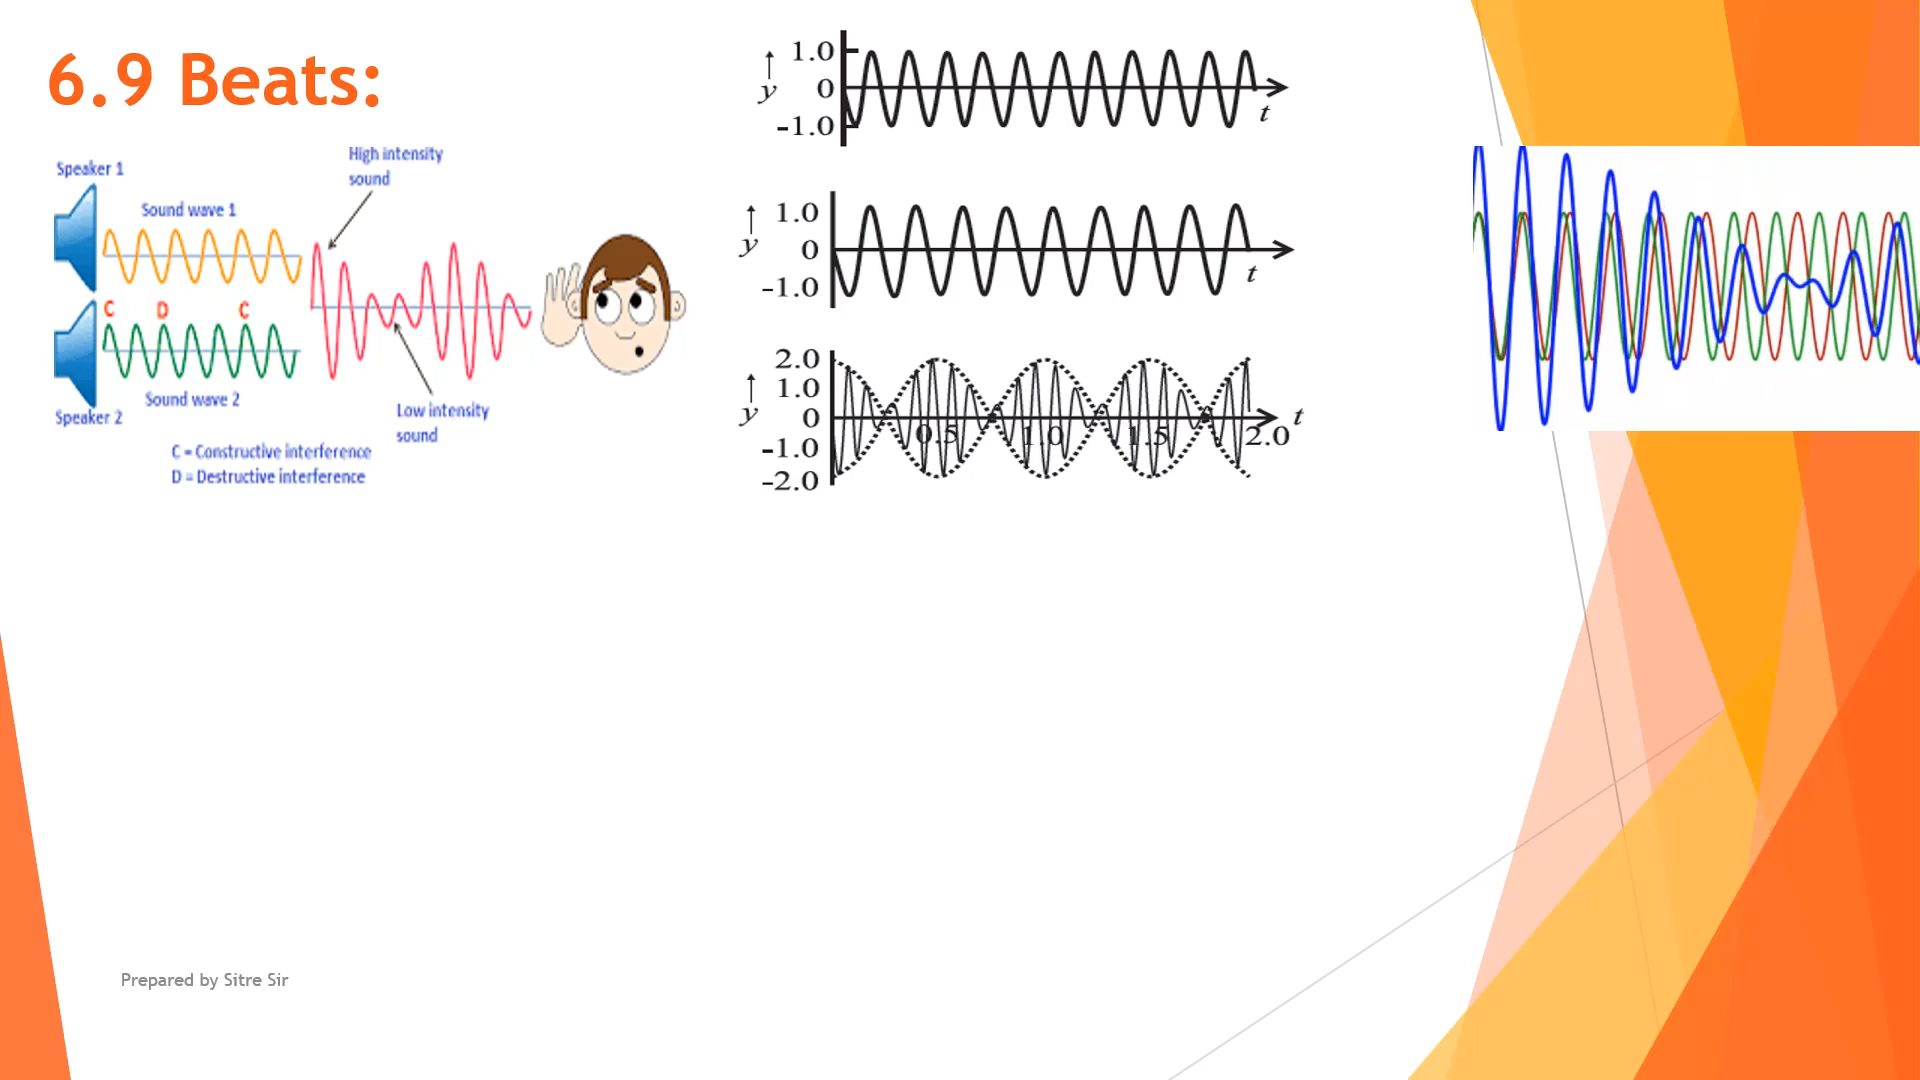 6.9 Beats:
Speaker 1
Sound wave 1
High intensity
sound
C D C
Sound wave 2
Speaker 2
Low intensity
sound
C = Constructive interference
D = Destructive interference
1.0
y 0
-1.0
t
1.0
y 0
-1.0
t
2.0
1.0
y 0
-1.0
-2.0
0.5 1.0 1.5 2.0
t
Prepared by Sitre Sir